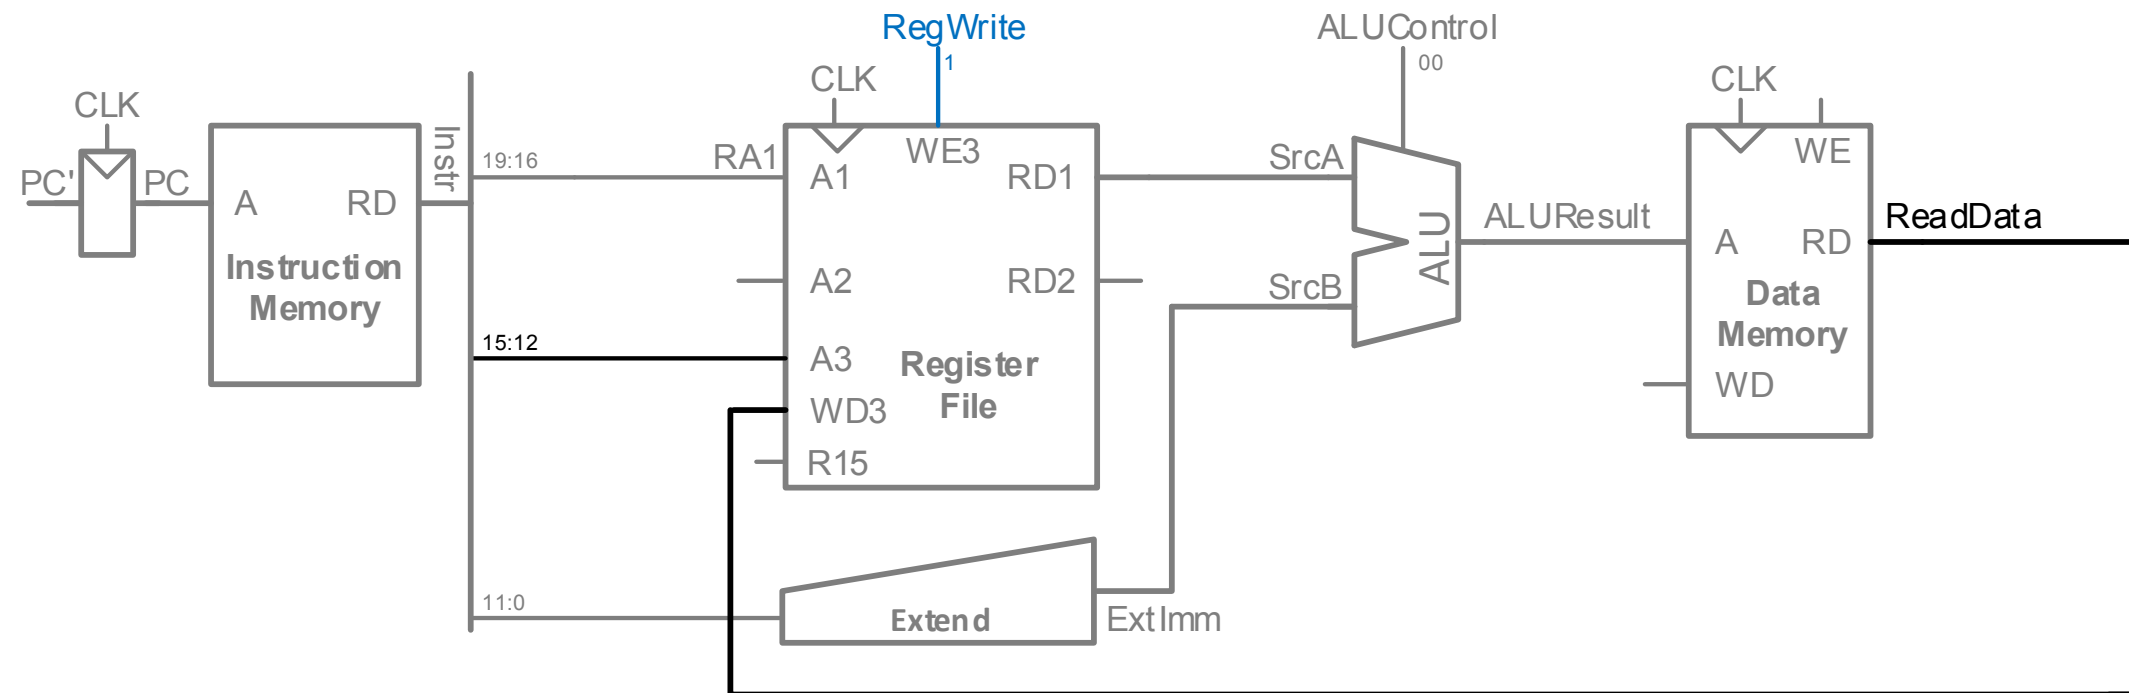 RegWrite
1
ALUControl
00
CLK
CLK
CLK
PC'
PC
A
RD
Instruction
Memory
Instr
19:16
RA1
A1
WE3
RD1
A2
RD2
15:12
A3
WD3
R15
Register
File
11:0
Extend
ExtImm
SrcA
SrcB
ALU
ALUResult
WE
A
RD
Data
Memory
WD
ReadData